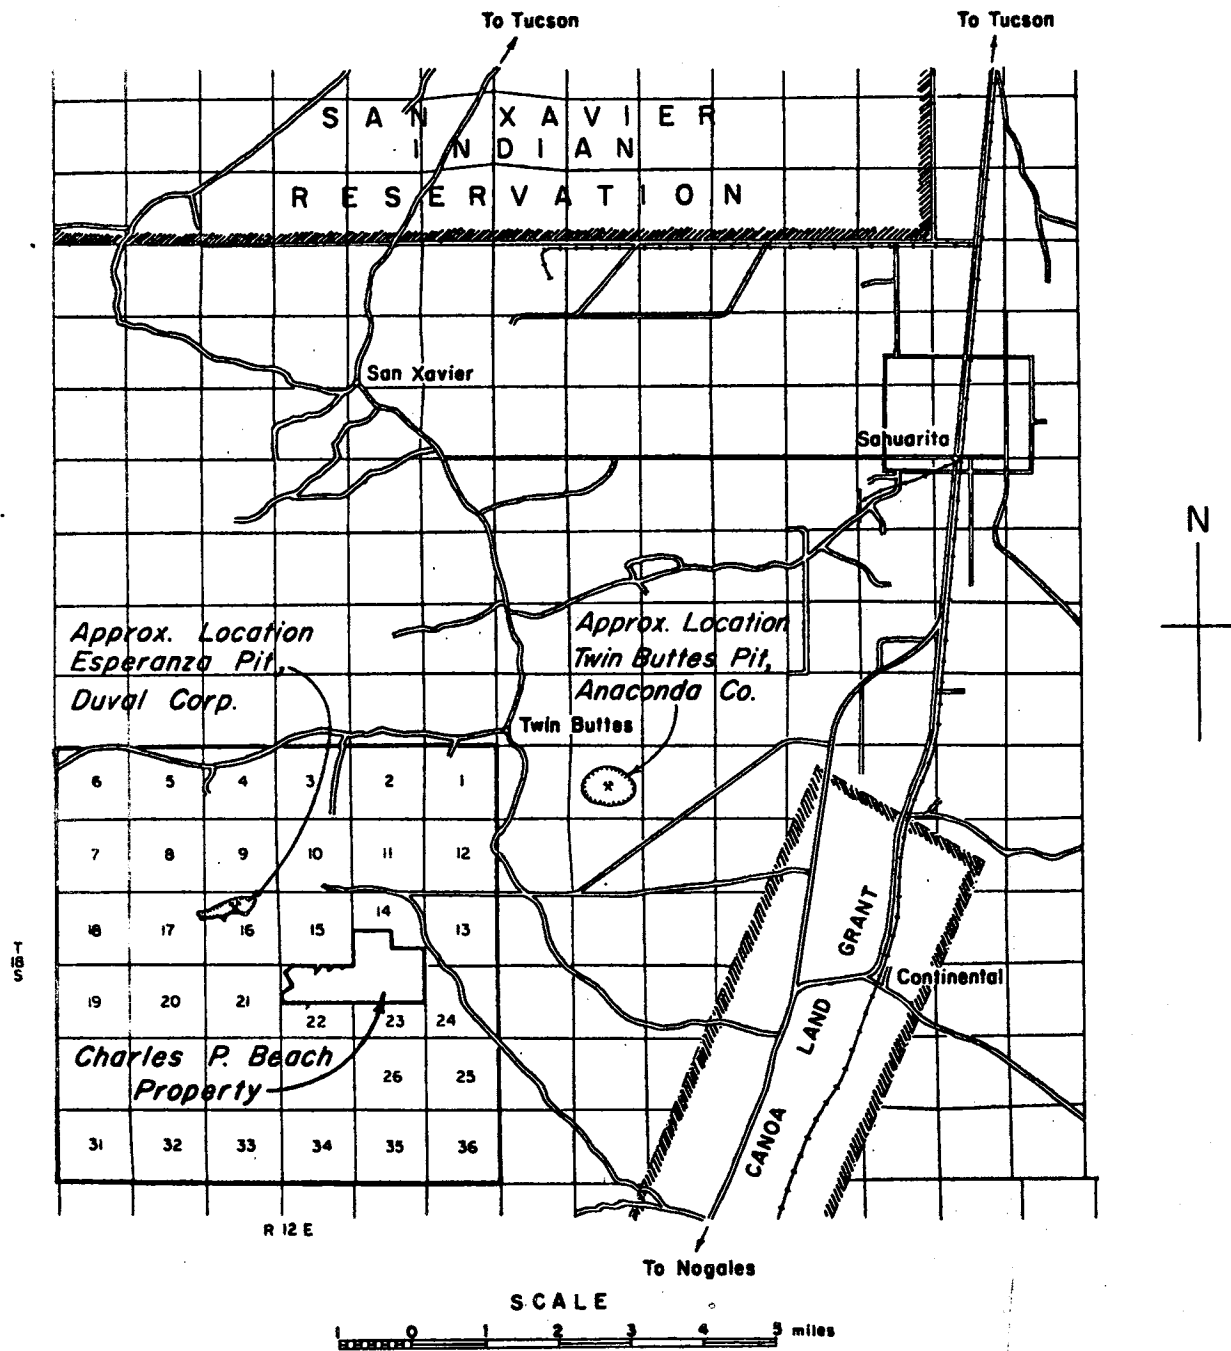 To Tucson
To Tucson
SAN XAVIER
INDIAN
RESERVATION
San Xavier
Sahuarita
N
Approx. Location
Esperanza Pit,
Duval Corp.
Approx. Location
Twin Buttes Pit,
Anaconda Co.
Twin Buttes
6 5 4 3 2 1
7 8 9 10 11 12
18 17 16 15 14 13
T
18
S
19 20 21 22 23 24
CANOA LAND GRANT
Continental
Charles P. Beach
Property
26 25
31 32 33 34 35 36
R 12 E
To Nogales
SCALE
1 0 1 2 3 4 5 miles